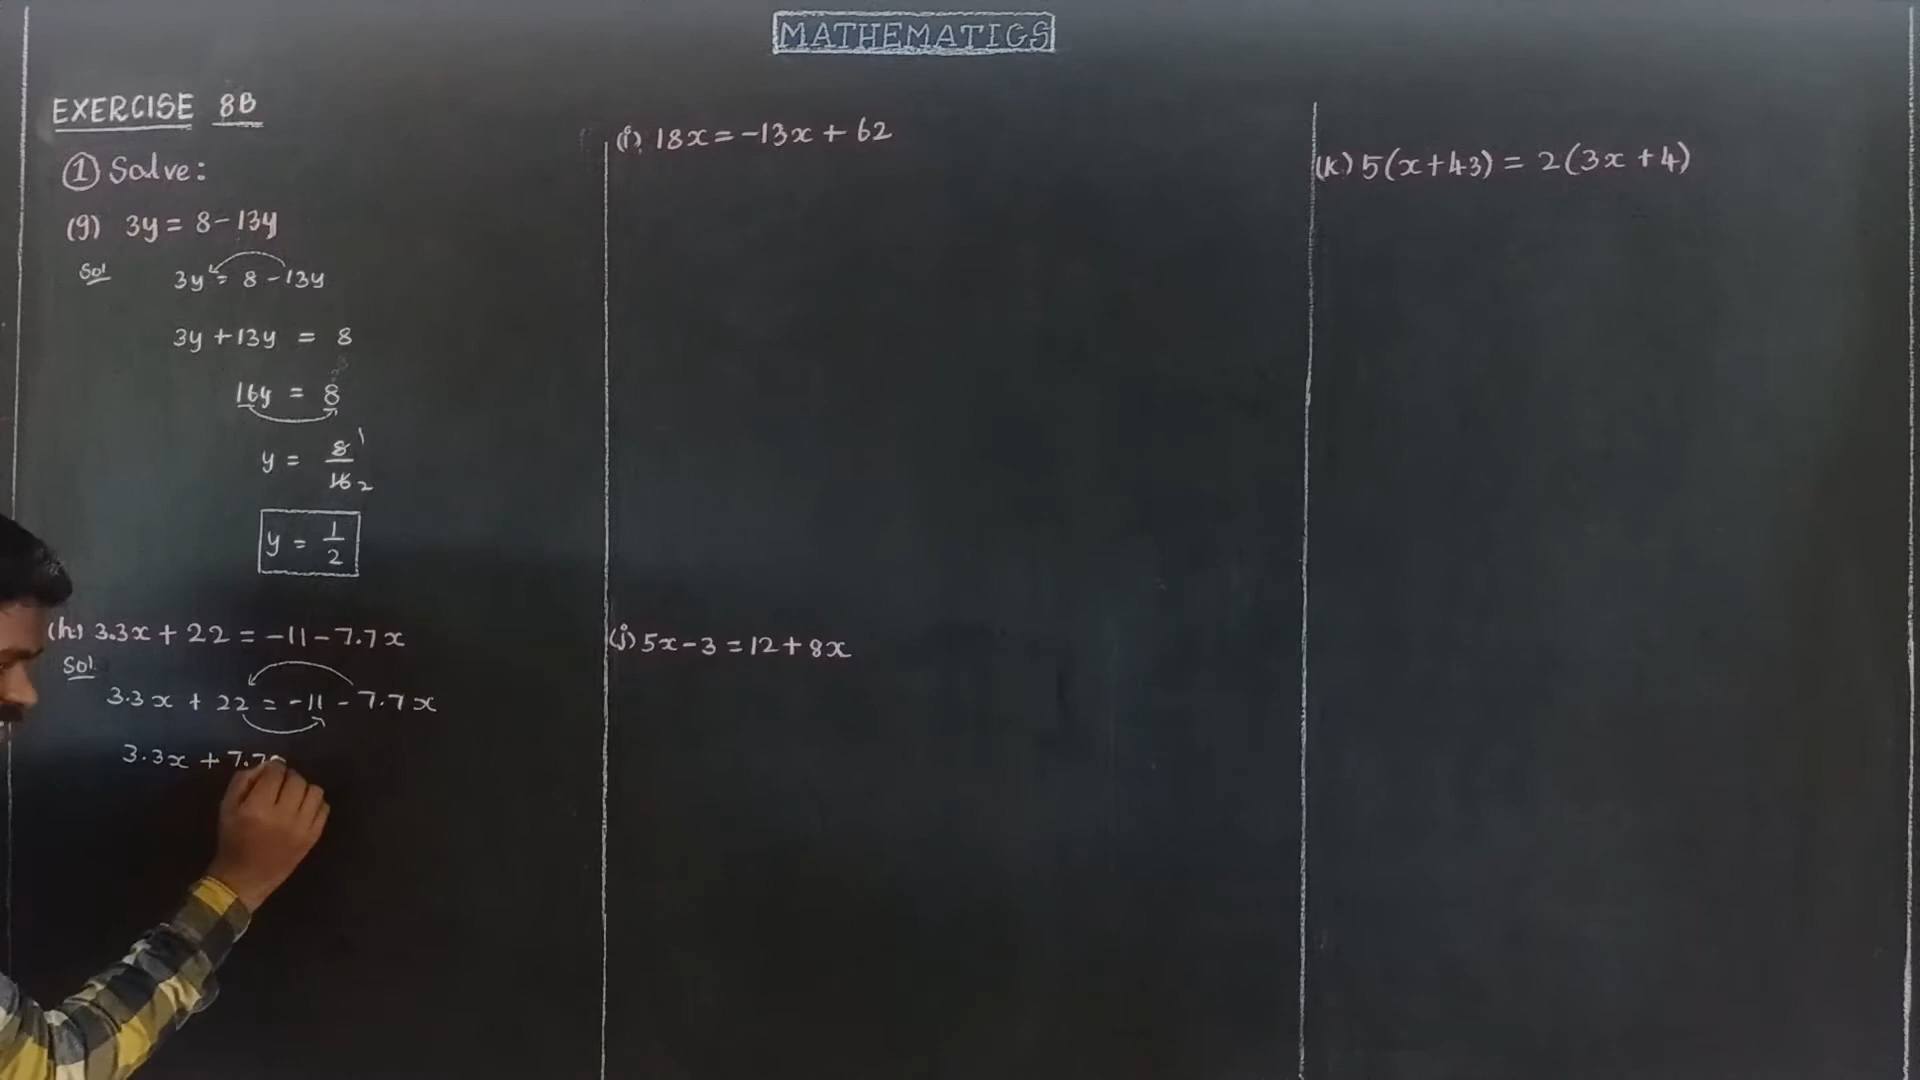 MATHEMATICS
EXERCISE 8B
① Solve:
(g) 3y = 8 - 13y
Sol
3y = 8 - 13y
3y + 13y = 8
16y = 8
y = 8/16 1 2
y = 1/2
(h) 3.3x + 22 = -11 - 7.7x
Sol
3.3x + 22 = -11 - 7.7x
3.3x + 7.7
(i) 18x = -13x + 62
(j) 5x - 3 = 12 + 8x
(k) 5(x + 43) = 2(3x + 4)